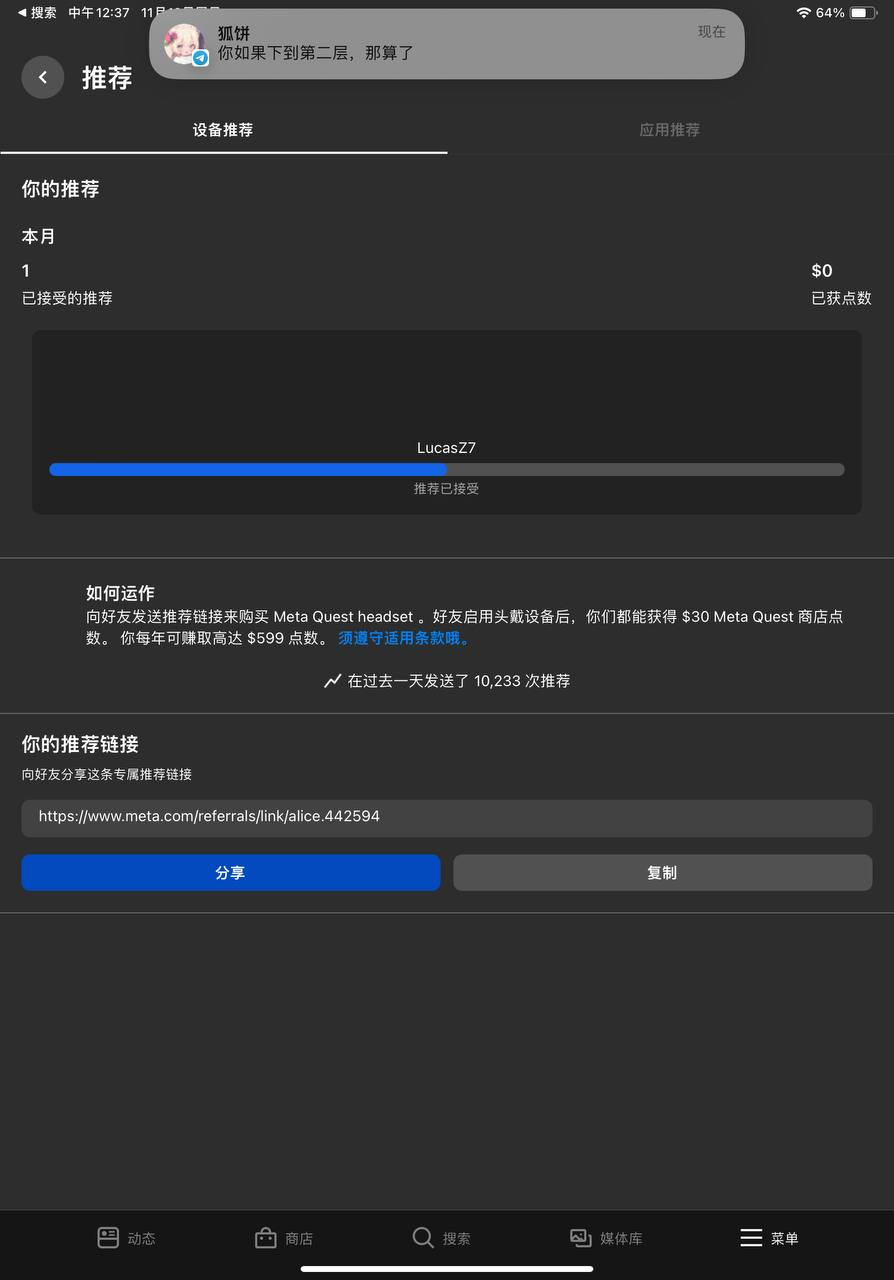 ◀ 搜索 中午12:37 11月
64%
狐饼
现在
你如果下到第二层，那算了
推荐
设备推荐
应用推荐
你的推荐
本月
1
$0
已接受的推荐
已获点数
LucasZ7
推荐已接受
如何运作
向好友发送推荐链接来购买 Meta Quest headset 。好友启用头戴设备后，你们都能获得 $30 Meta Quest 商店点
数。 你每年可赚取高达 $599 点数。 须遵守适用条款哦。
在过去一天发送了 10,233 次推荐
你的推荐链接
向好友分享这条专属推荐链接
https://www.meta.com/referrals/link/alice.442594
分享
复制
动态
商店
搜索
媒体库
菜单